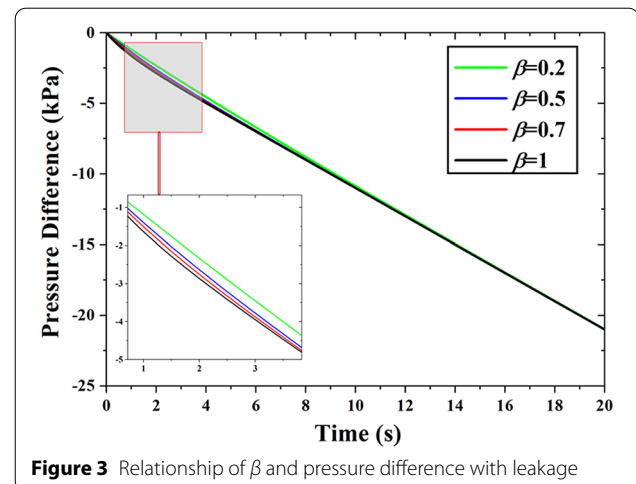 0
-5
-10
-15
-20
-25
Pressure Difference (kPa)
β=0.2
β=0.5
β=0.7
β=1
-1
-2
-3
-4
-5
1 2 3
0 2 4 6 8 10 12 14 16 18 20
Time (s)
Figure 3 Relationship of β and pressure difference with leakage